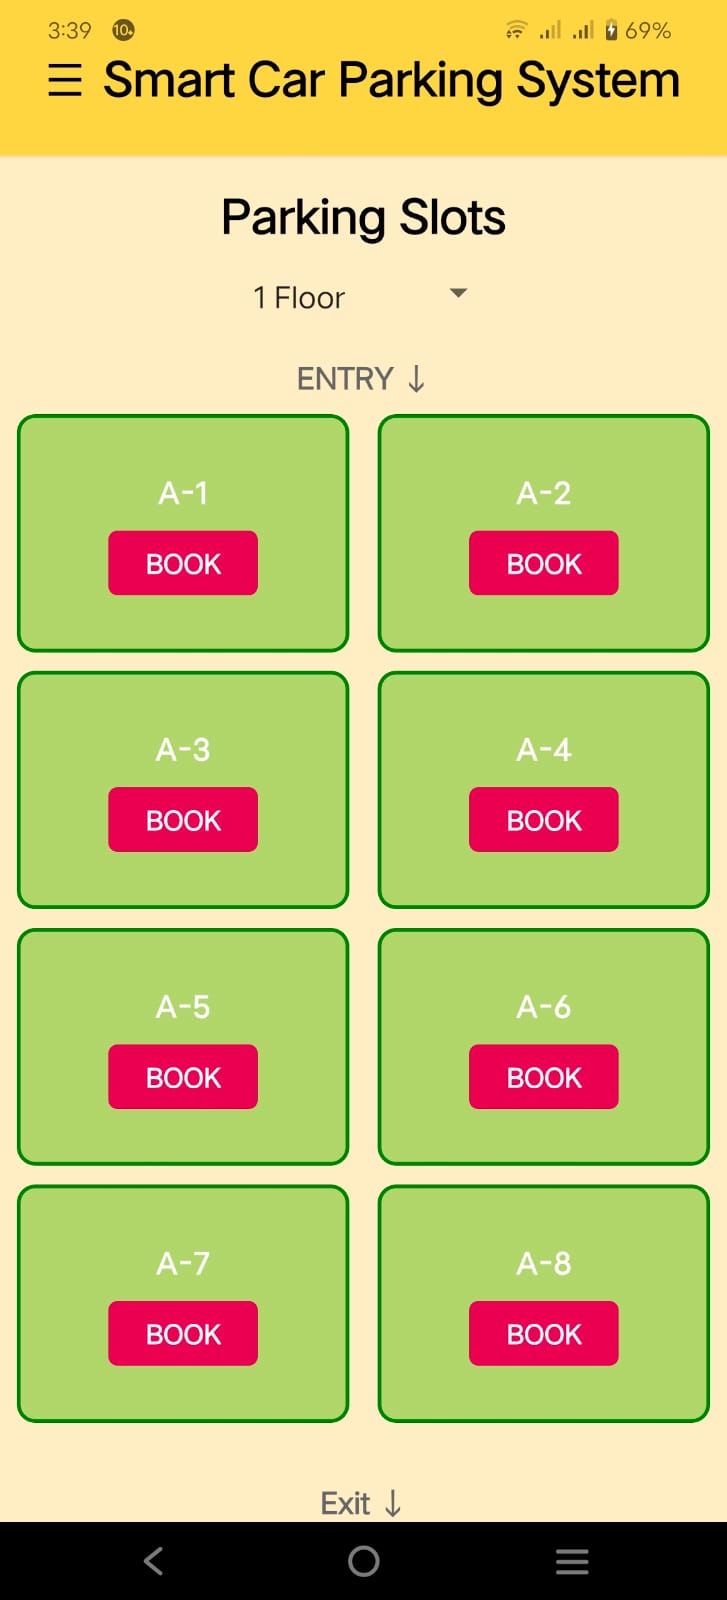 3:39 10+ 69%
Smart Car Parking System
Parking Slots
1 Floor
ENTRY ↓
A-1 A-2
BOOK BOOK
A-3 A-4
BOOK BOOK
A-5 A-6
BOOK BOOK
A-7 A-8
BOOK BOOK
Exit ↓